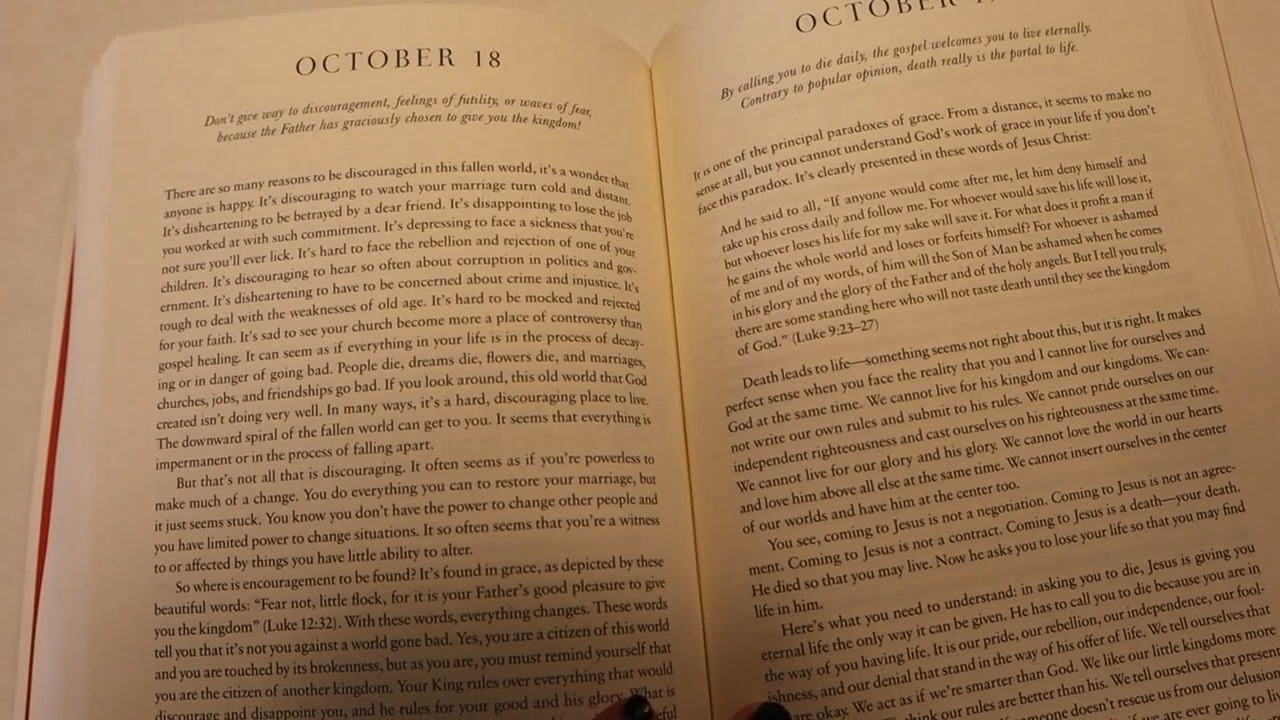 OCTOBER 18
Don't give way to discouragement, feelings of futility, or waves of fear,
because the Father has graciously chosen to give you the kingdom!
There are so many reasons to be discouraged in this fallen world, it's a wonder that
anyone is happy. It's discouraging to watch your marriage turn cold and distant.
It's disheartening to be betrayed by a dear friend. It's disappointing to lose the job
you worked at with such commitment. It's depressing to face a sickness that you're
not sure you'll ever lick. It's hard to face the rebellion and rejection of one of your
children. It's discouraging to hear so often about corruption in politics and gov-
ernment. It's disheartening to have to be concerned about crime and injustice. It's
tough to deal with the weaknesses of old age. It's hard to be mocked and rejected
for your faith. It's sad to see your church become more a place of controversy than
gospel healing. It can seem as if everything in your life is in the process of decay-
ing or in danger of going bad. People die, dreams die, flowers die, and marriages,
churches, jobs, and friendships go bad. If you look around, this old world that God
created isn't doing very well. In many ways, it's a hard, discouraging place to live.
The downward spiral of the fallen world can get to you. It seems that everything is
impermanent or in the process of falling apart.
But that's not all that is discouraging. It often seems as if you're powerless to
make much of a change. You do everything you can to restore your marriage, but
it just seems stuck. You know you don't have the power to change other people and
you have limited power to change situations. It so often seems that you're a witness
to or affected by things you have little ability to alter.
So where is encouragement to be found? It's found in grace, as depicted by these
beautiful words: "Fear not, little flock, for it is your Father's good pleasure to give
you the kingdom" (Luke 12:32). With these words, everything changes. These words
tell you that it's not you against a world gone bad. Yes, you are a citizen of this world
and you are touched by its brokenness, but as you are, you must remind yourself that
you are the citizen of another kingdom. Your King rules over everything that would
discourage and disappoint you, and he rules for your good and his glory. What is
OCTOBER
By calling you to die daily, the gospel welcomes you to live eternally.
Contrary to popular opinion, death really is the portal to life.
It is one of the principal paradoxes of grace. From a distance, it seems to make no
sense at all, but you cannot understand God's work of grace in your life if you don't
face this paradox. It's clearly presented in these words of Jesus Christ:
And he said to all, "If anyone would come after me, let him deny himself and
take up his cross daily and follow me. For whoever would save his life will lose it,
but whoever loses his life for my sake will save it. For what does it profit a man if
he gains the whole world and loses or forfeits himself? For whoever is ashamed
of me and of my words, of him will the Son of Man be ashamed when he comes
in his glory and the glory of the Father and of the holy angels. But I tell you truly,
there are some standing here who will not taste death until they see the kingdom
of God." (Luke 9:23–27)
Death leads to life—something seems not right about this, but it is right. It makes
perfect sense when you face the reality that you and I cannot live for ourselves and
God at the same time. We cannot live for his kingdom and our kingdoms. We can-
not write our own rules and submit to his rules. We cannot pride ourselves on our
independent righteousness and cast ourselves on his righteousness at the same time.
We cannot live for our glory and his glory. We cannot love the world in our hearts
and love him above all else at the same time. We cannot insert ourselves in the center
of our worlds and have him at the center too.
You see, coming to Jesus is not a negotiation. Coming to Jesus is not an agree-
ment. Coming to Jesus is not a contract. Coming to Jesus is a death—your death.
He died so that you may live. Now he asks you to lose your life so that you may find
life in him.
Here's what you need to understand: in asking you to die, Jesus is giving you
eternal life the only way it can be given. He has to call you to die because you are in
the way of you having life. It is our pride, our rebellion, our independence, our fool-
ishness, and our denial that stand in the way of his offer of life. We tell ourselves that
are okay. We act as if we're smarter than God. We like our little kingdoms more
think our rules are better than his. We tell ourselves that present
someone doesn't rescue us from our delusion
we are ever going to